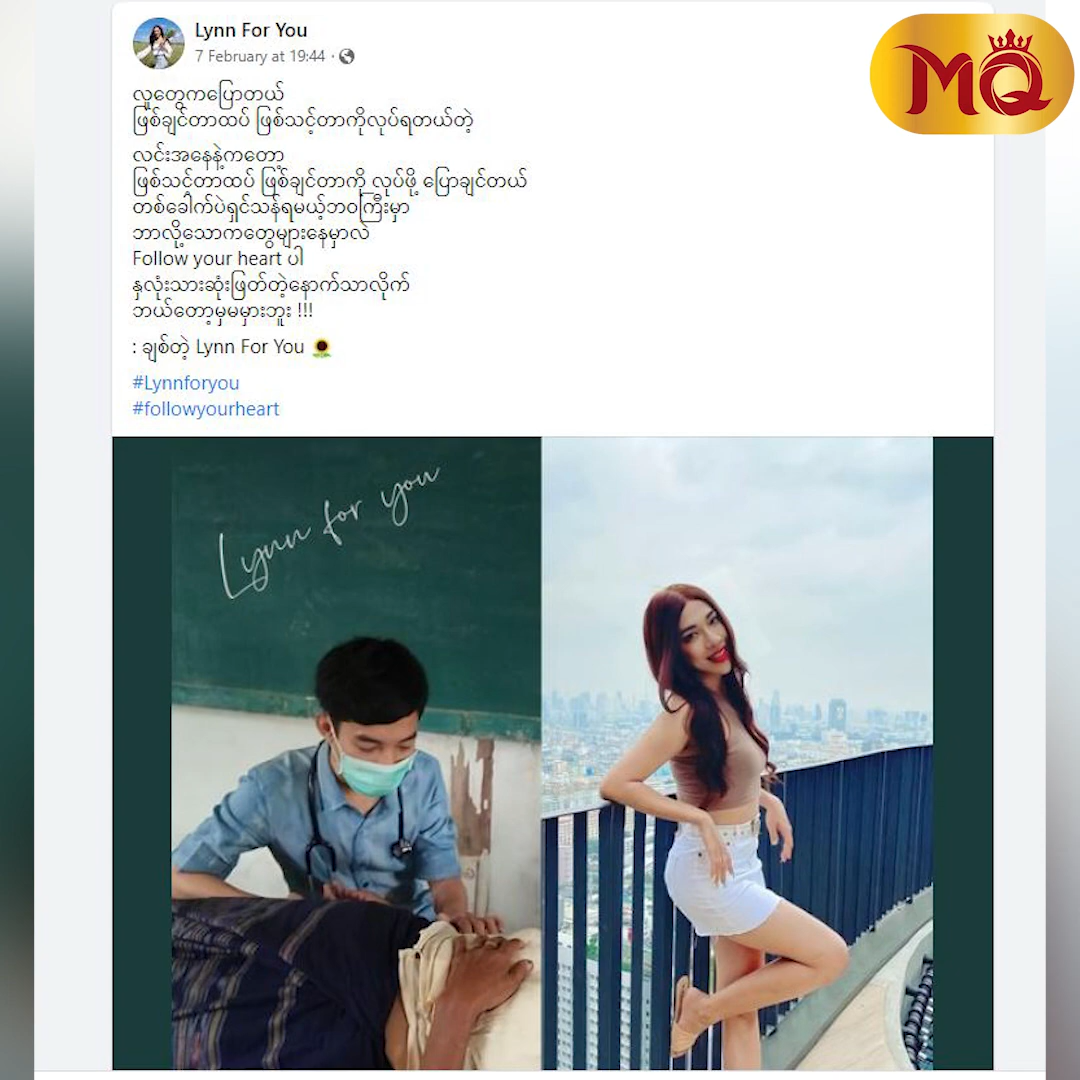 Lynn For You
7 February at 19:44 ·
MQ
လူတွေကပြောတယ်
ဖြစ်ချင်တာထပ် ဖြစ်သင့်တာကိုလုပ်ရတယ်တဲ့
လင်းအနေနဲ့ကတော့
ဖြစ်သင့်တာထပ် ဖြစ်ချင်တာကို လုပ်ဖို့ ပြောချင်တယ်
တစ်ခေါက်ပဲရှင်သန်ရမယ့်ဘဝကြီးမှာ
ဘာလို့သောကတွေများနေမှာလဲ
Follow your heart ပါ
နှလုံးသားဆုံးဖြတ်တဲ့နောက်သာလိုက်
ဘယ်တော့မှမမှားဘူး !!!
: ချစ်တဲ့ Lynn For You 🌻
#Lynnforyou
#followyourheart
Lynn for you